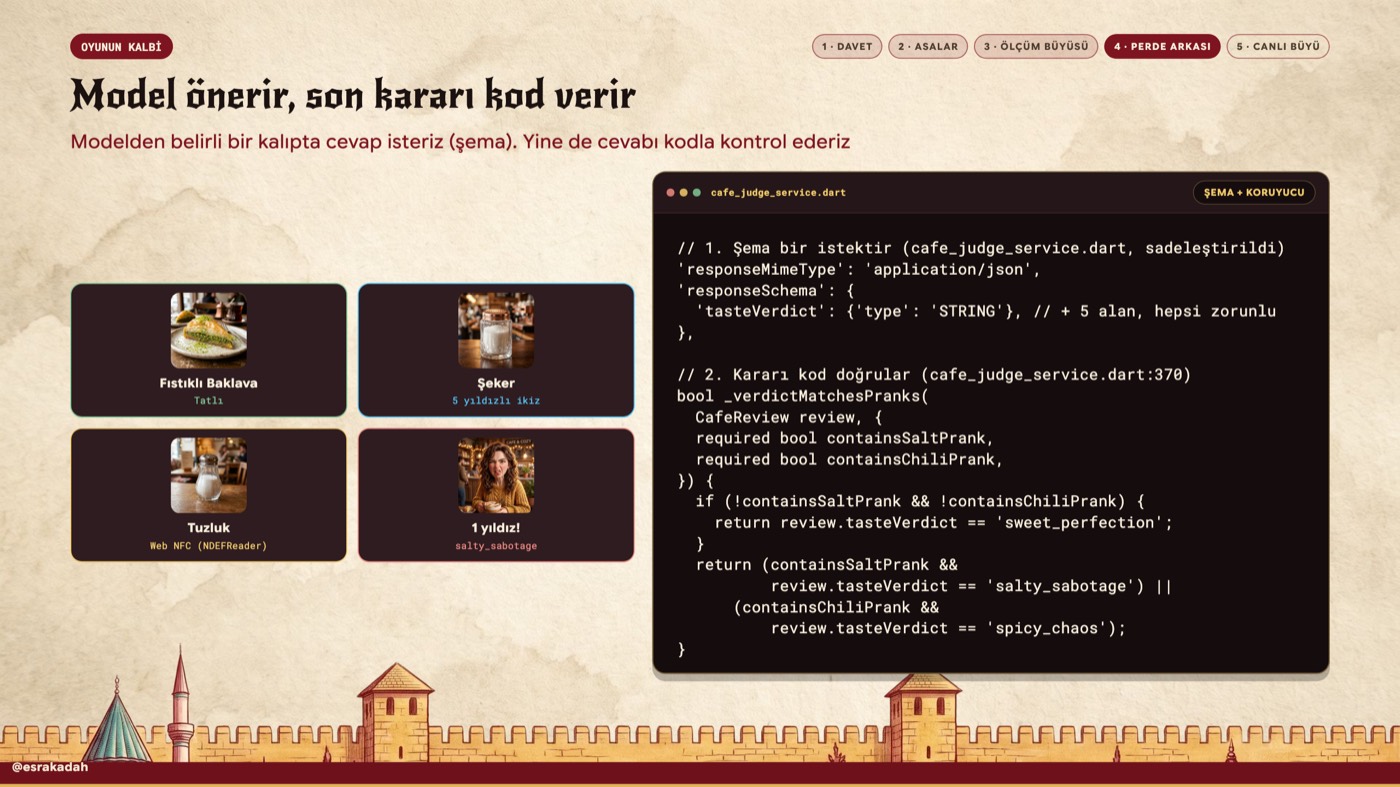 OYUNUN KALBİ
1 · DAVET
2 · ASALAR
3 · ÖLÇÜM BÜYÜSÜ
4 · PERDE ARKASI
5 · CANLI BÜYÜ
Model önerir, son kararı kod verir
Modelden belirli bir kalıpta cevap isteriz (şema). Yine de cevabı kodla kontrol ederiz
Fıstıklı Baklava
Tatlı
Şeker
5 yıldızlı ikiz
Tuzluk
Web NFC (NDEFReader)
1 yıldız!
salty_sabotage
cafe_judge_service.dart
ŞEMA + KORUYUCU
// 1. Şema bir istektir (cafe_judge_service.dart, sadeleştirildi)
'responseMimeType': 'application/json',
'responseSchema': {
  'tasteVerdict': {'type': 'STRING'}, // + 5 alan, hepsi zorunlu
},
// 2. Kararı kod doğrular (cafe_judge_service.dart:370)
bool _verdictMatchesPranks(
  CafeReview review, {
  required bool containsSaltPrank,
  required bool containsChiliPrank,
}) {
  if (!containsSaltPrank && !containsChiliPrank) {
    return review.tasteVerdict == 'sweet_perfection';
  }
  return (containsSaltPrank &&
          review.tasteVerdict == 'salty_sabotage') ||
      (containsChiliPrank &&
          review.tasteVerdict == 'spicy_chaos');
}
@esrakadah